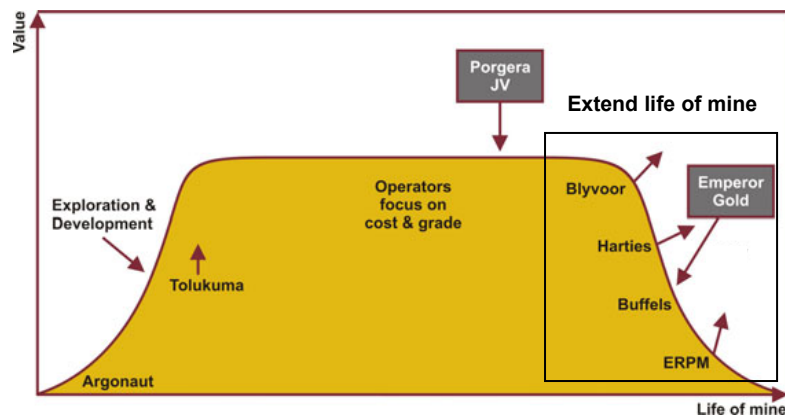 Value
Porgera
JV
Extend life of mine
Exploration &
Development
Operators
focus on
cost & grade
Blyvoor
Emperor
Gold
Harties
Tolukuma
Buffels
ERPM
Argonaut
Life of mine